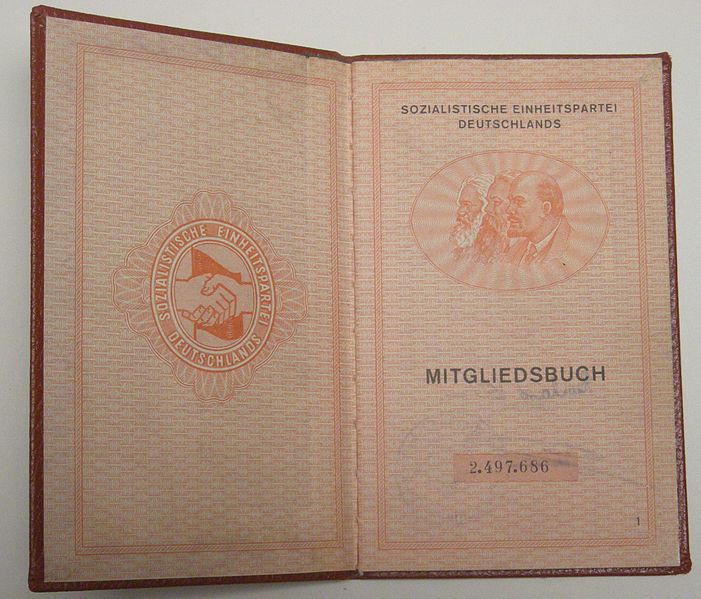 SOZIALISTISCHE EINHEITSPARTEI
DEUTSCHLANDS
SOZIALISTISCHE EINHEITSPARTEI
DEUTSCHLANDS
MITGLIEDSBUCH
2.497.686
1